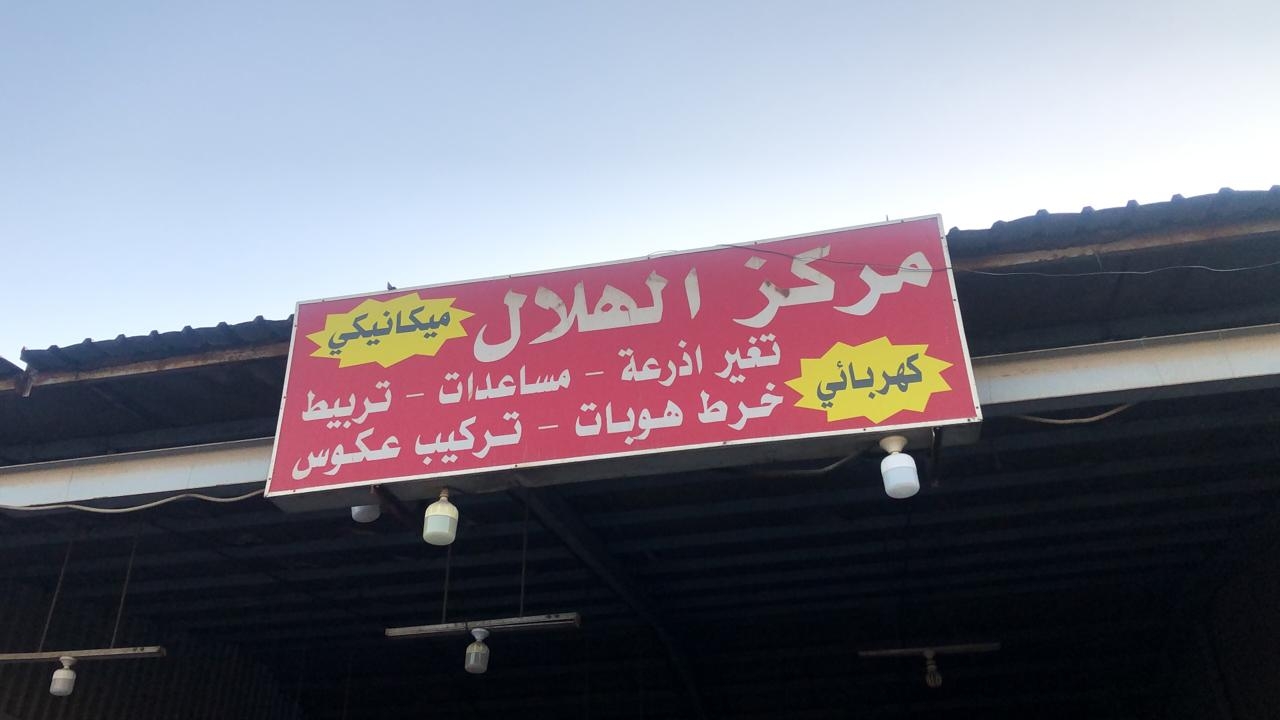 مركز الهلال
ميكانيكي
كهربائي
تغير اذرعة - مساعدات - تربيط
خرط هوبات - تركيب عكوس